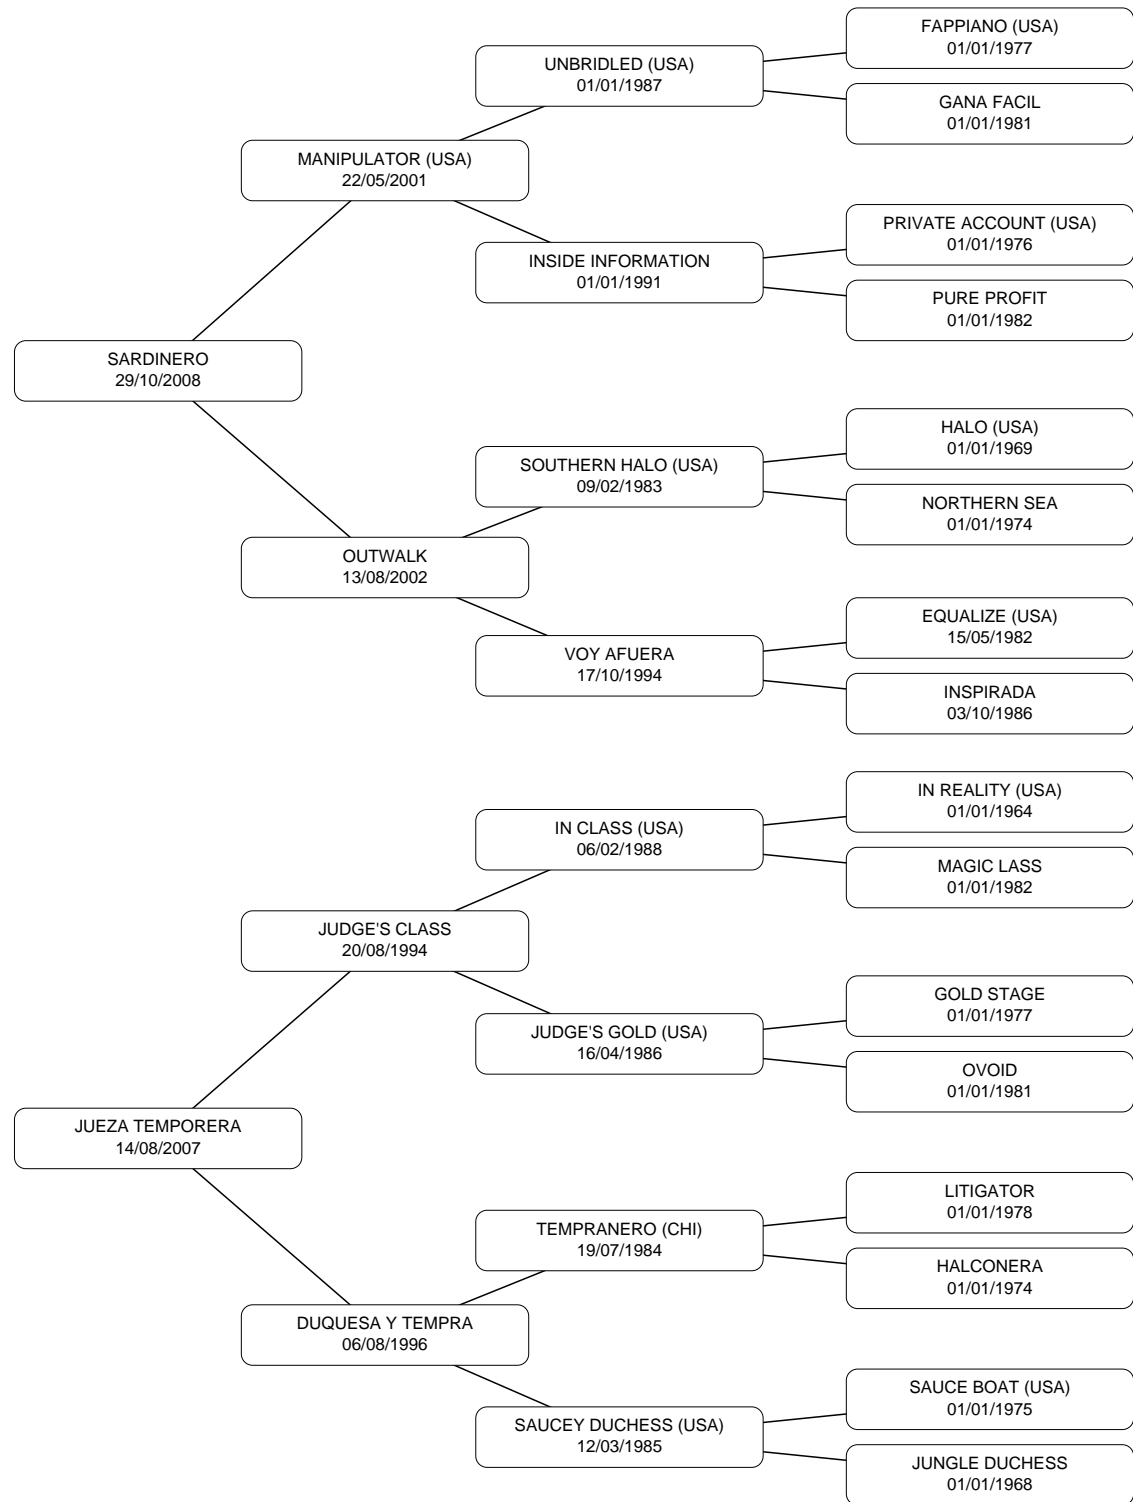 FAPPIANO (USA)
01/01/1977
UNBRIDLED (USA)
01/01/1987
GANA FACIL
01/01/1981
MANIPULATOR (USA)
22/05/2001
PRIVATE ACCOUNT (USA)
01/01/1976
INSIDE INFORMATION
01/01/1991
PURE PROFIT
01/01/1982
SARDINERO
29/10/2008
HALO (USA)
01/01/1969
SOUTHERN HALO (USA)
09/02/1983
NORTHERN SEA
01/01/1974
OUTWALK
13/08/2002
EQUALIZE (USA)
15/05/1982
VOY AFUERA
17/10/1994
INSPIRADA
03/10/1986
IN REALITY (USA)
01/01/1964
IN CLASS (USA)
06/02/1988
MAGIC LASS
01/01/1982
JUDGE'S CLASS
20/08/1994
GOLD STAGE
01/01/1977
JUDGE'S GOLD (USA)
16/04/1986
OVOID
01/01/1981
JUEZA TEMPORERA
14/08/2007
LITIGATOR
01/01/1978
TEMPRANERO (CHI)
19/07/1984
HALCONERA
01/01/1974
DUQUESA Y TEMPRA
06/08/1996
SAUCE BOAT (USA)
01/01/1975
SAUCEY DUCHESS (USA)
12/03/1985
JUNGLE DUCHESS
01/01/1968